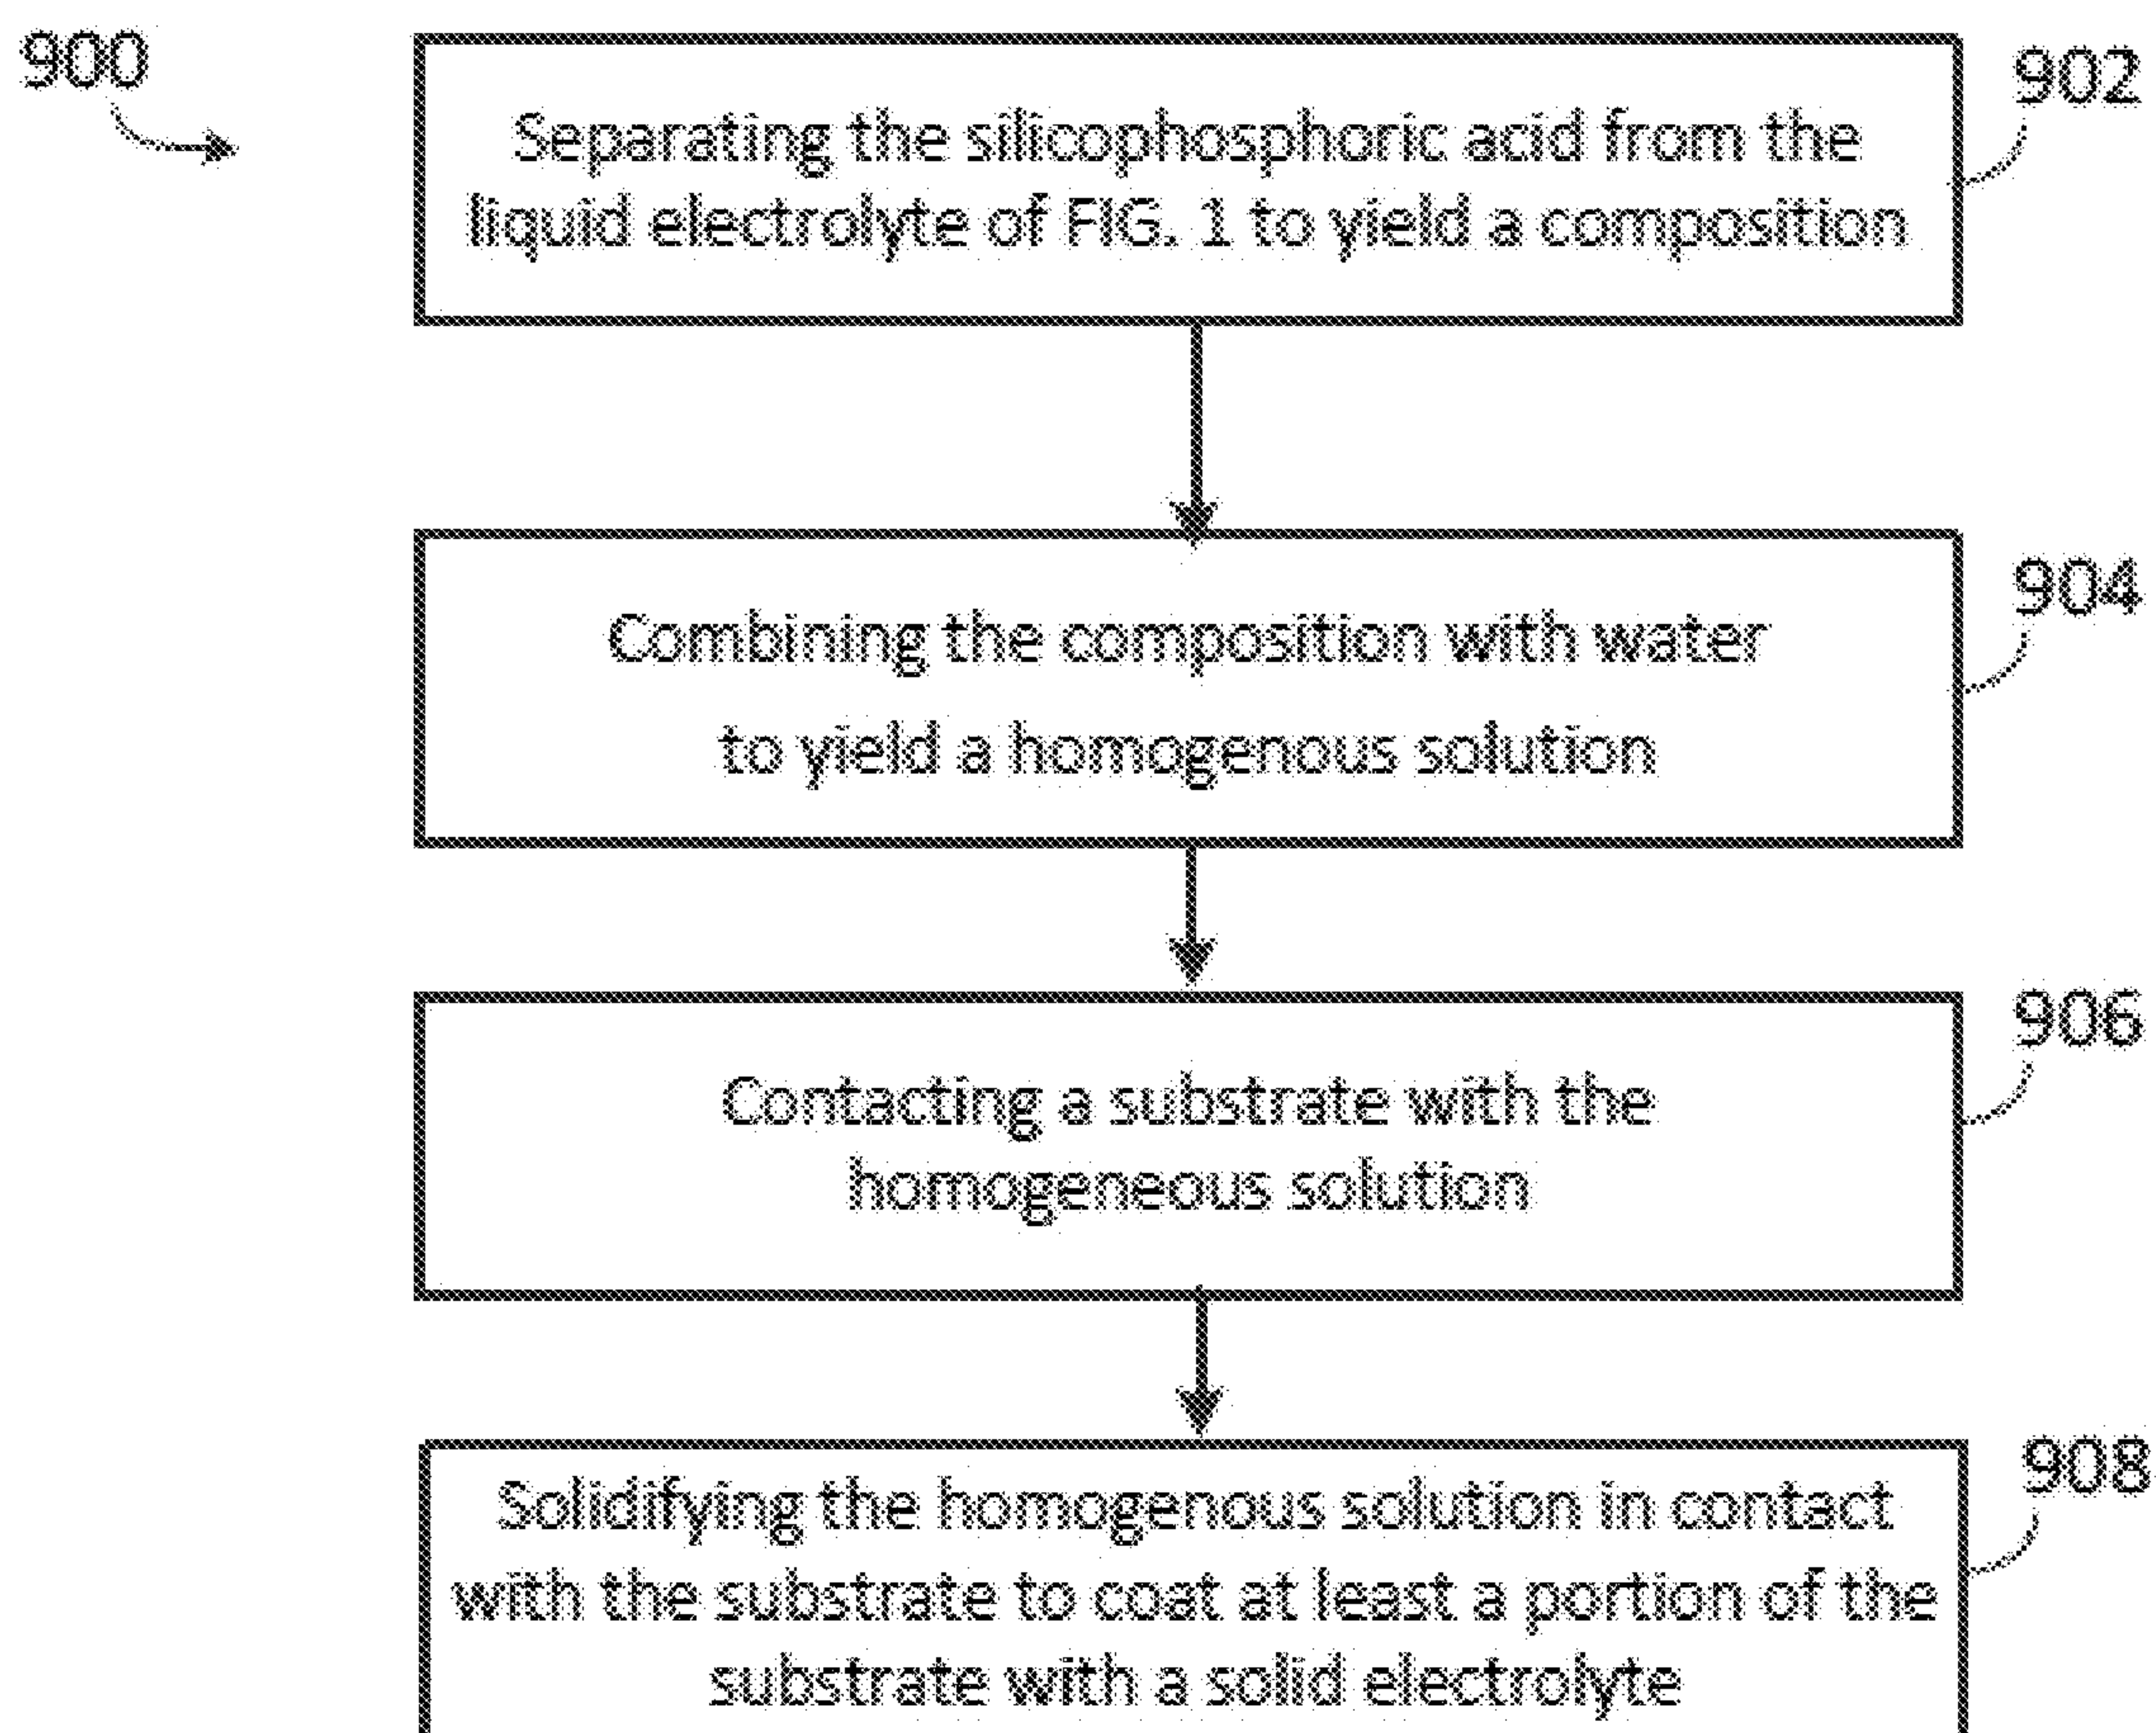 900
902
Separating the silicophosphoric acid from the
liquid electrolyte of FIG. 1 to yield a composition
904
Combining the composition with water
to yield a homogenous solution
906
Contacting a substrate with the
homogeneous solution
908
Solidifying the homogenous solution in contact
with the substrate to coat at least a portion of the
substrate with a solid electrolyte